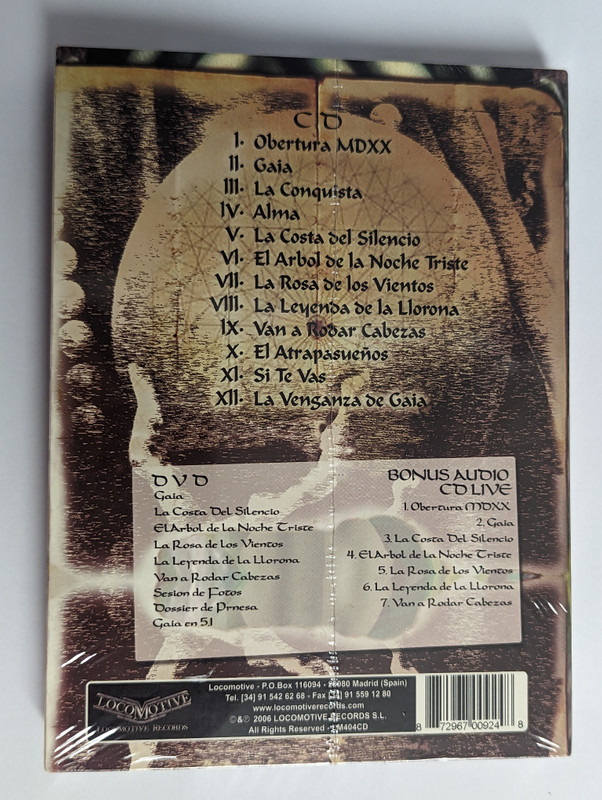 CD
I. Obertura MDXX
II. Gaia
III. La Conquista
IV. Alma
V. La Costa del Silencio
VI. El Arbol de la Noche Triste
VII. La Rosa de los Vientos
VIII. La Leyenda de la Llorona
IX. Van a Rodar Cabezas
X. El Atrapasueños
XI. Si Te Vas
XII. La Venganza de Gaia
DVD
Gaia
La Costa Del Silencio
El Arbol de la Noche Triste
La Rosa de los Vientos
La Leyenda de la Llorona
Van a Rodar Cabezas
Sesion de Fotos
Dossier de Prnesa
Gaia en 5.1
BONUS AUDIO
CD LIVE
1. Obertura MDXX
2. Gaia
3. La Costa Del Silencio
4. El Arbol de la Noche Triste
5. La Rosa de los Vientos
6. La Leyenda de la Llorona
7. Van a Rodar Cabezas
LOCOMOTIVE
LOCOMOTIVE RECORDS
Locomotive - P.O.Box 116094 - 28080 Madrid (Spain)
Tel. [34] 91 542 62 68 - Fax [34] 91 559 12 80
www.locomotiverecords.com
©&℗ 2006 LOCOMOTIVE RECORDS S.L.
All Rights Reserved - LM404CD
8 72967 00924 8